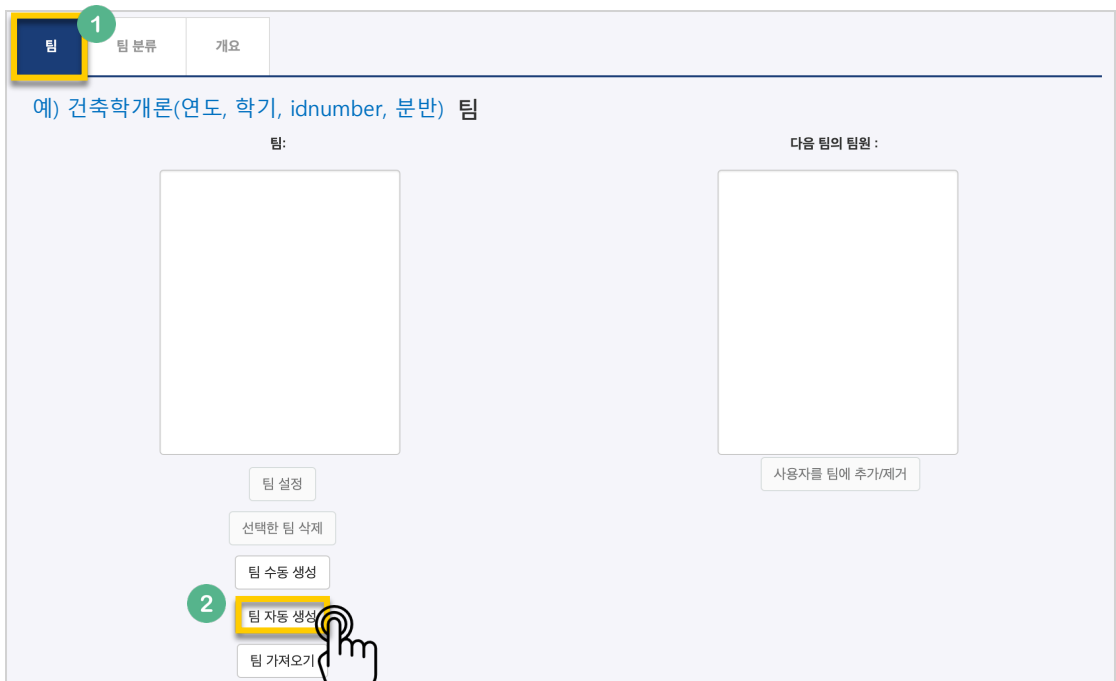 1
팀 팀 분류 개요
예) 건축학개론(연도, 학기, idnumber, 분반) 팀
팀: 다음 팀의 팀원 :
사용자를 팀에 추가/제거
팀 설정
선택한 팀 삭제
팀 수동 생성
2 팀 자동 생성
팀 가져오기